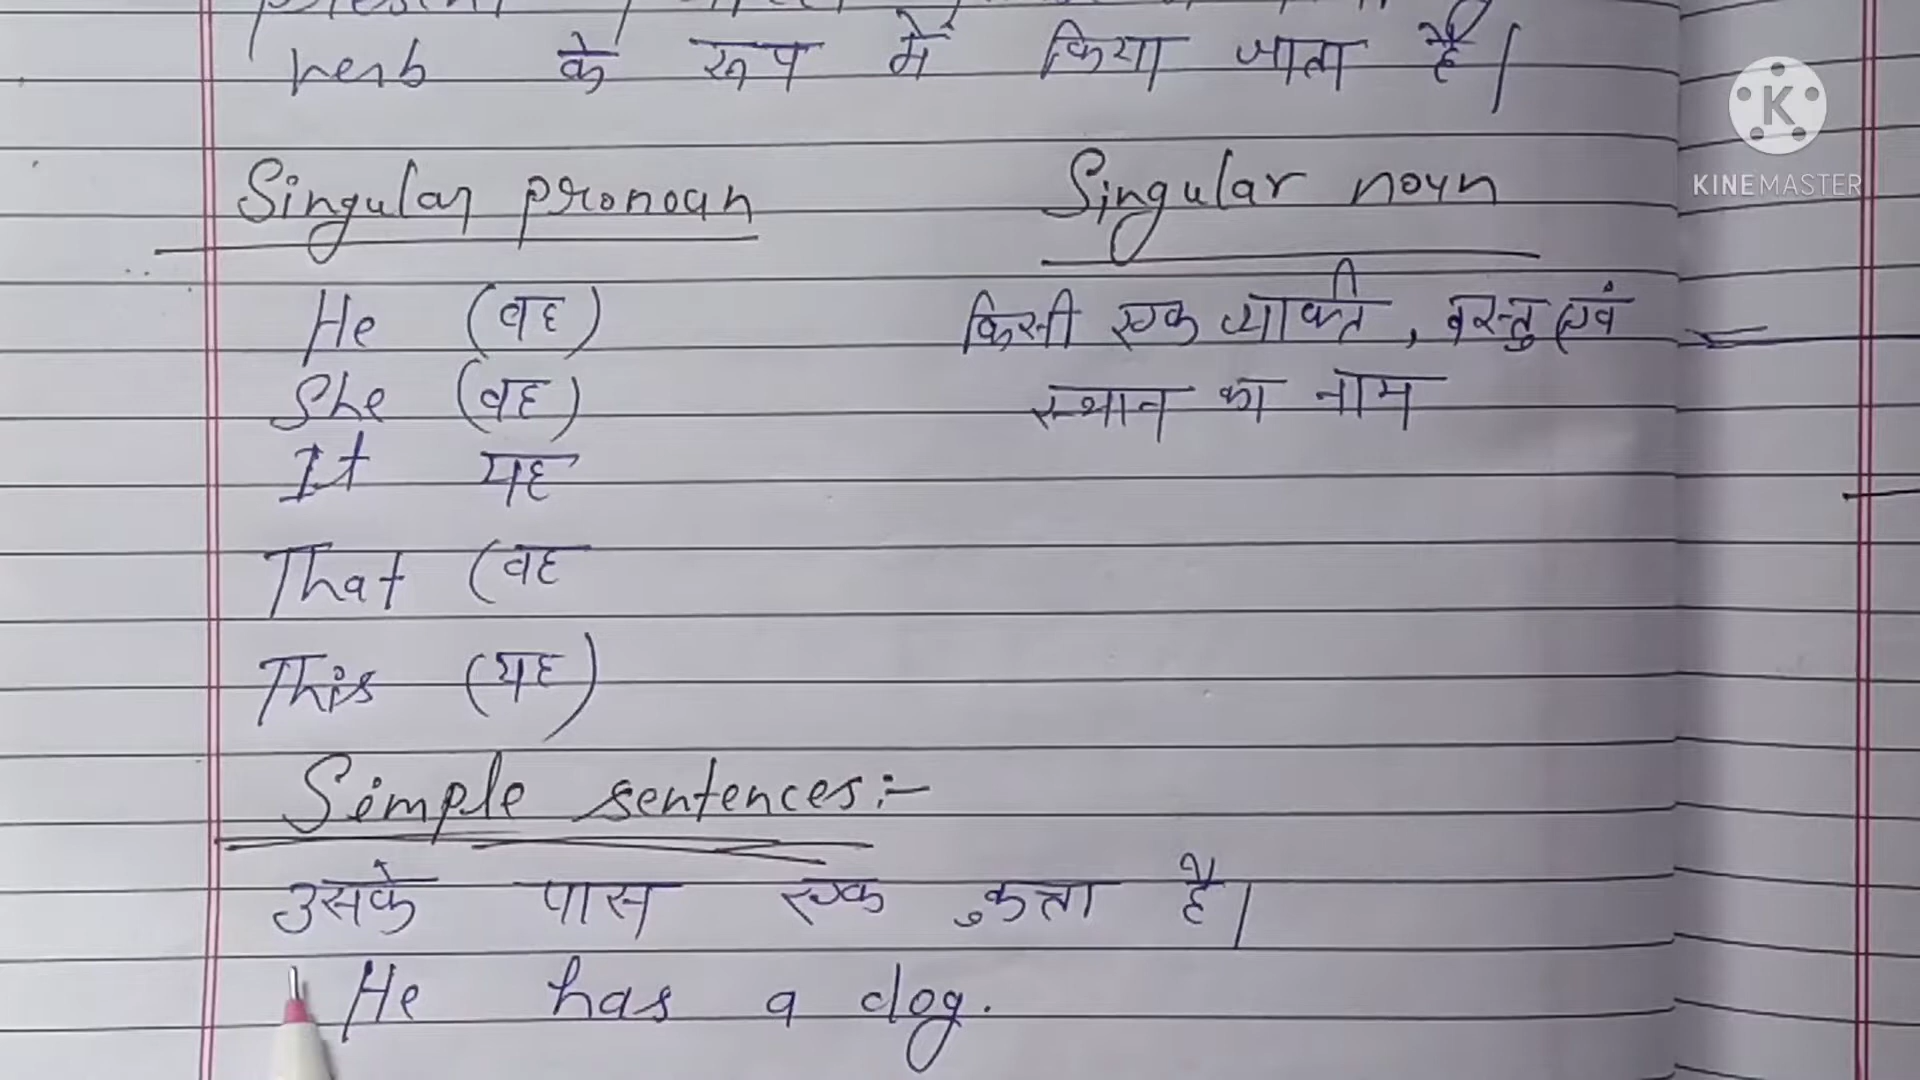 verb के रूप में किया जाता है।
Singular pronoun
Singular noun
He (वह)
किसी एक व्यक्ति, वस्तु एवं
She (वह)
स्थान का नाम
It यह
That (वह
This (यह)
Simple sentences:-
उसके पास एक कुत्ता है।
He has a dog.
K
KINEMASTER